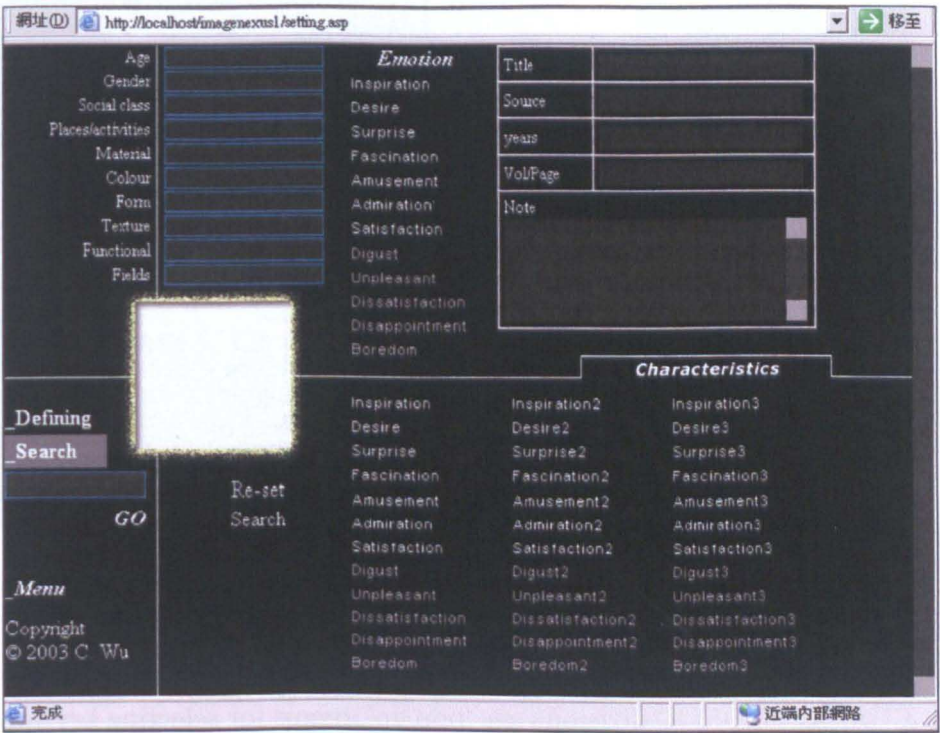 網址(D) http://localhost/imagenexus1/setting.asp 移至
Age
Gender
Social class
Places/activities
Material
Colour
Form
Texture
Functional
Fields
Emotion
Inspiration
Desire
Surprise
Fascination
Amusement
Admiration
Satisfaction
Digust
Unpleasant
Dissatisfaction
Disappointment
Boredom
Title
Source
years
Vol/Page
Note
Characteristics
_Defining
_Search
GO
_Menu
Copyright
© 2003 C. Wu
Re-set
Search
Inspiration Inspiration2 Inspiration3
Desire Desire2 Desire3
Surprise Surprise2 Surprise3
Fascination Fascination2 Fascination3
Amusement Amusement2 Amusement3
Admiration Admiration2 Admiration3
Satisfaction Satisfaction2 Satisfaction3
Digust Digust2 Digust3
Unpleasant Unpleasant2 Unpleasant3
Dissatisfaction Dissatisfaction2 Dissatisfaction3
Disappointment Disappointment2 Disappointment3
Boredom Boredom2 Boredom3
完成 近端內部網路